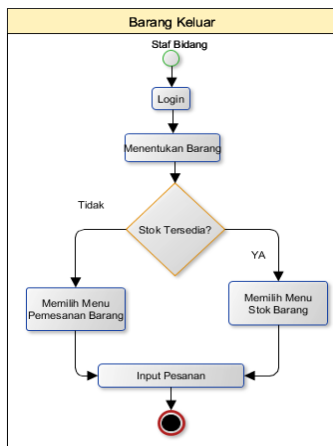 Barang Keluar
Staf Bidang
Login
Menentukan Barang
Stok Tersedia?
Tidak
YA
Memilih Menu
Pemesanan Barang
Memilih Menu
Stok Barang
Input Pesanan